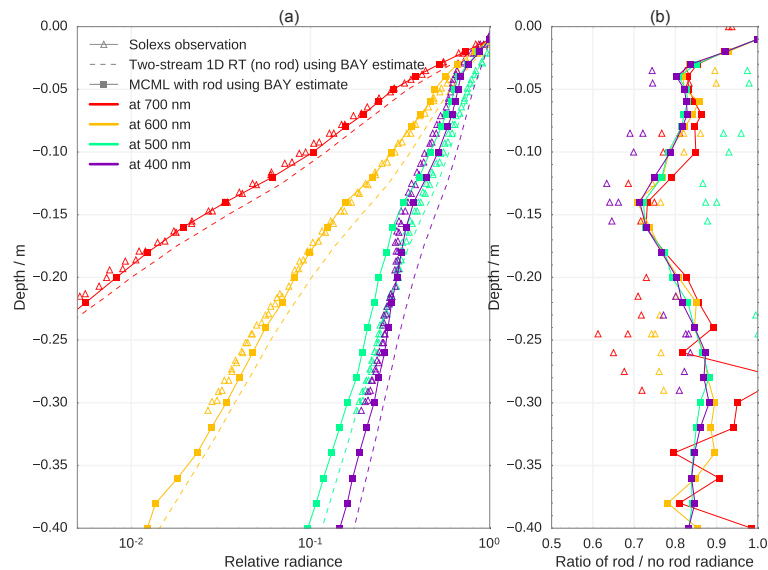 (a)
(b)
Solexs observation
Two-stream 1D RT (no rod) using BAY estimate
MCML with rod using BAY estimate
at 700 nm
at 600 nm
at 500 nm
at 400 nm
Depth / m
0.00
−0.05
−0.10
−0.15
−0.20
−0.25
−0.30
−0.35
−0.40
10⁻²
10⁻¹
10⁰
Relative radiance
Depth / m
0.00
−0.05
−0.10
−0.15
−0.20
−0.25
−0.30
−0.35
−0.40
0.5 0.6 0.7 0.8 0.9 1.0
Ratio of rod / no rod radiance